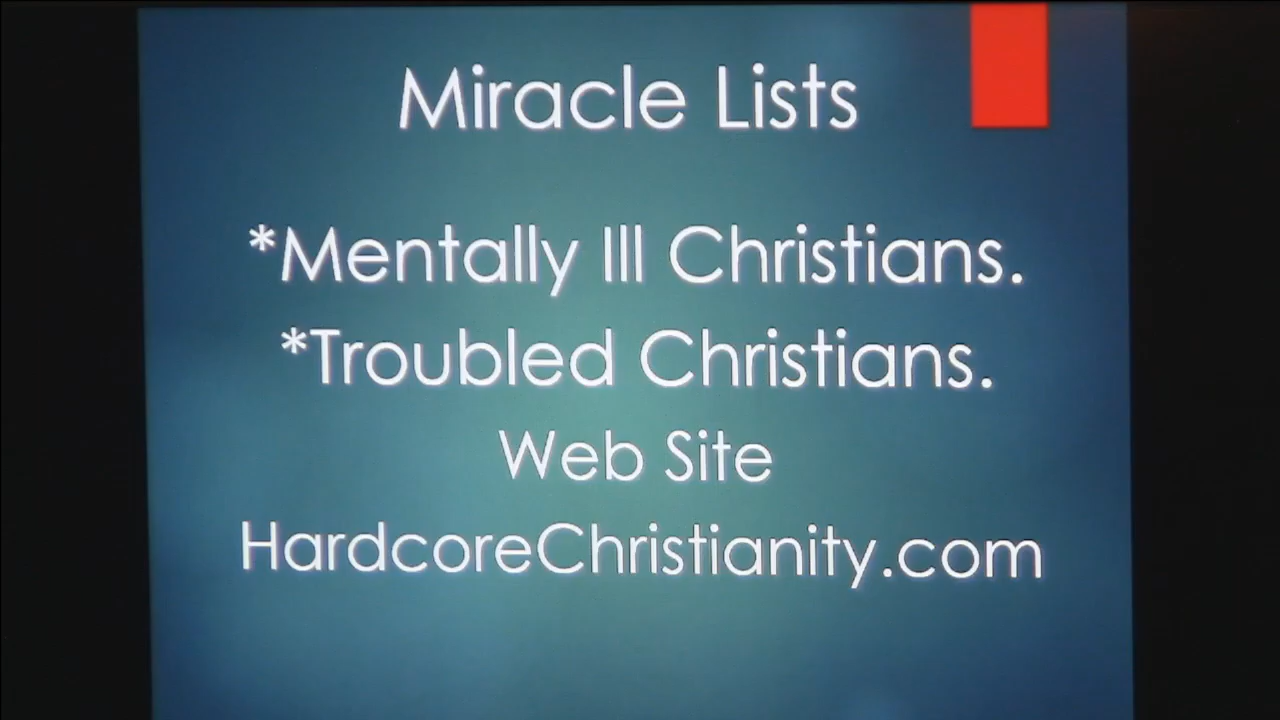 Miracle Lists
*Mentally Ill Christians.
*Troubled Christians.
Web Site
HardcoreChristianity.com